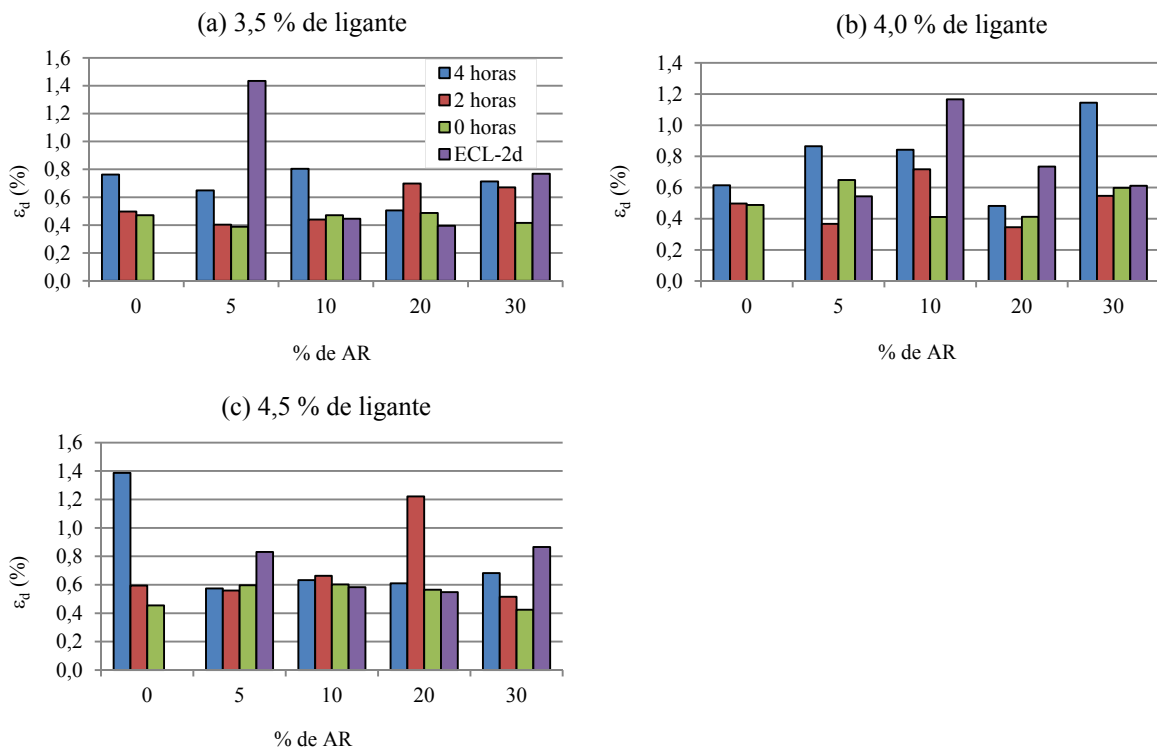 (a) 3,5 % de ligante
1,6
1,4
1,2
1,0
0,8
0,6
0,4
0,2
0,0
εd (%)
4 horas
2 horas
0 horas
ECL-2d
0 5 10 20 30
% de AR
(b) 4,0 % de ligante
1,4
1,2
1,0
0,8
0,6
0,4
0,2
0,0
εd (%)
0 5 10 20 30
% de AR
(c) 4,5 % de ligante
1,6
1,4
1,2
1,0
0,8
0,6
0,4
0,2
0,0
εd (%)
0 5 10 20 30
% de AR